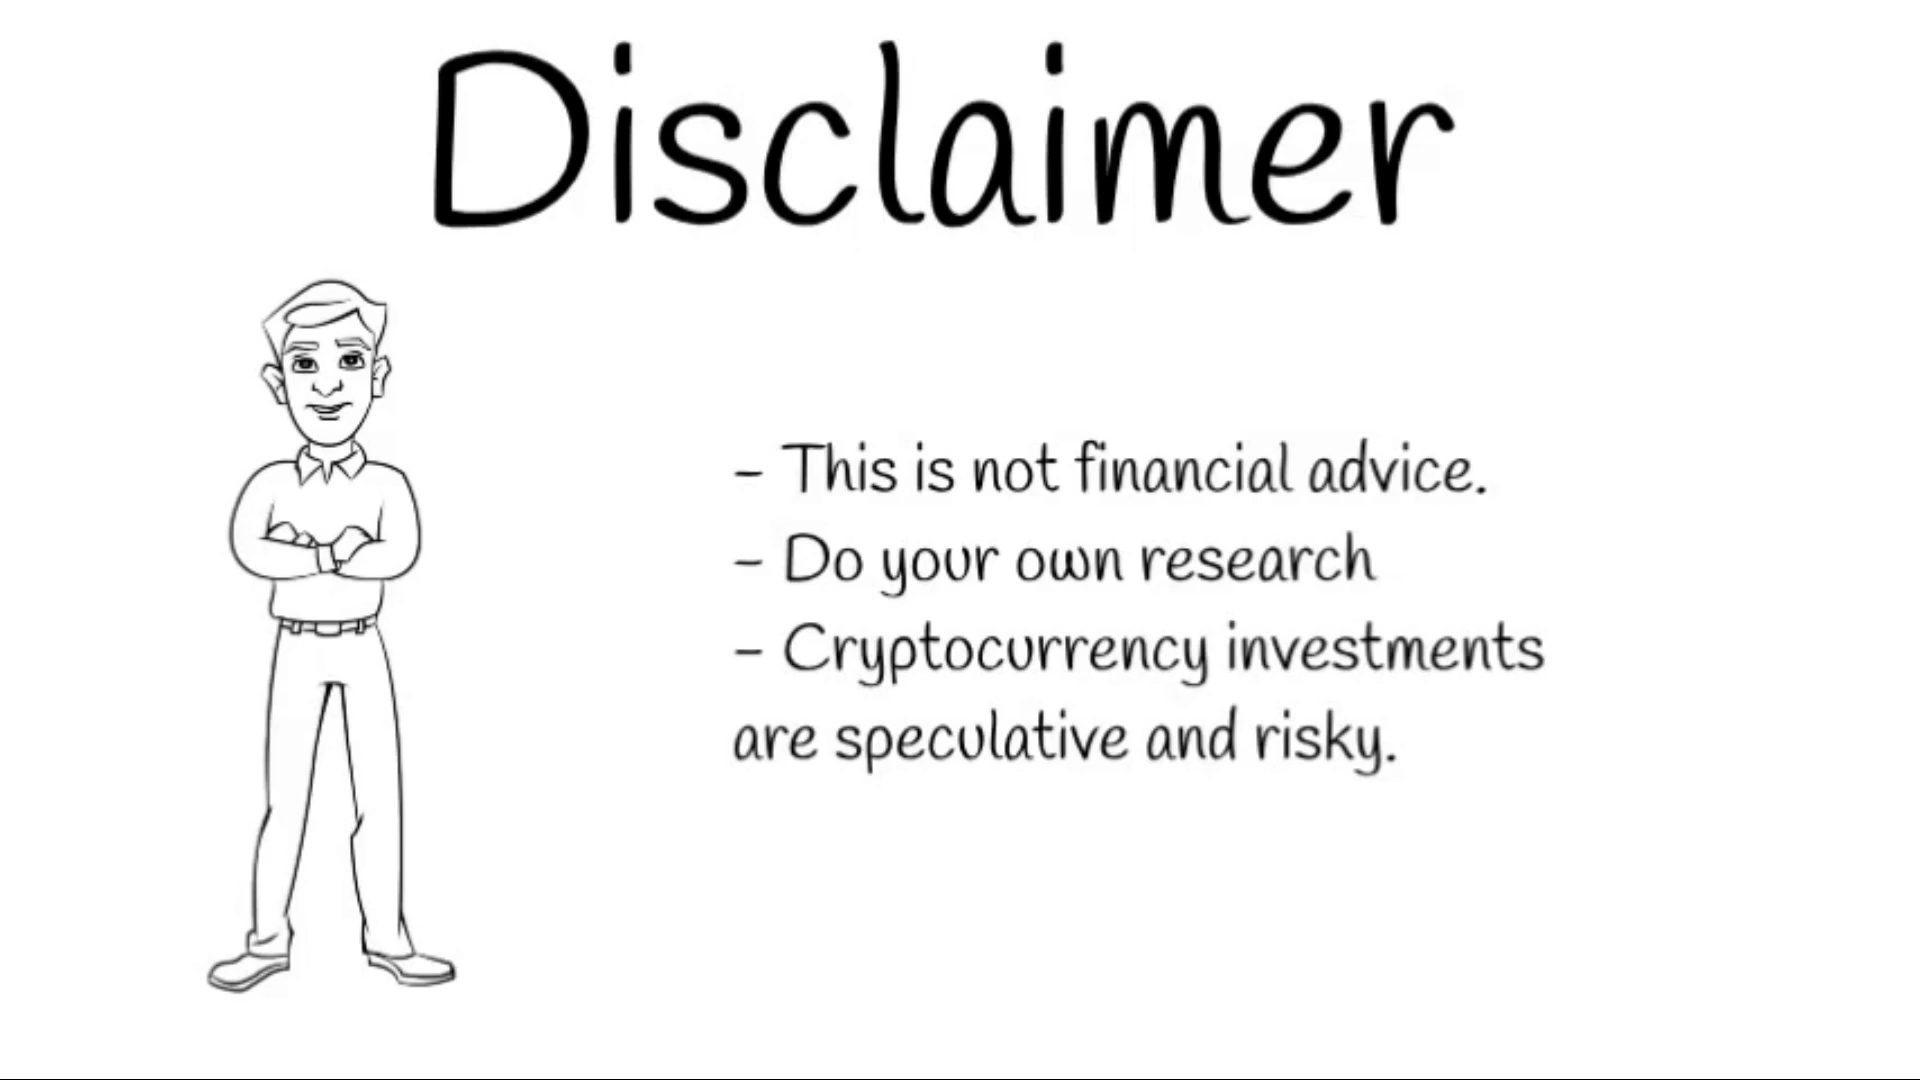 Disclaimer
- This is not financial advice.
- Do your own research
- Cryptocurrency investments
are speculative and risky.